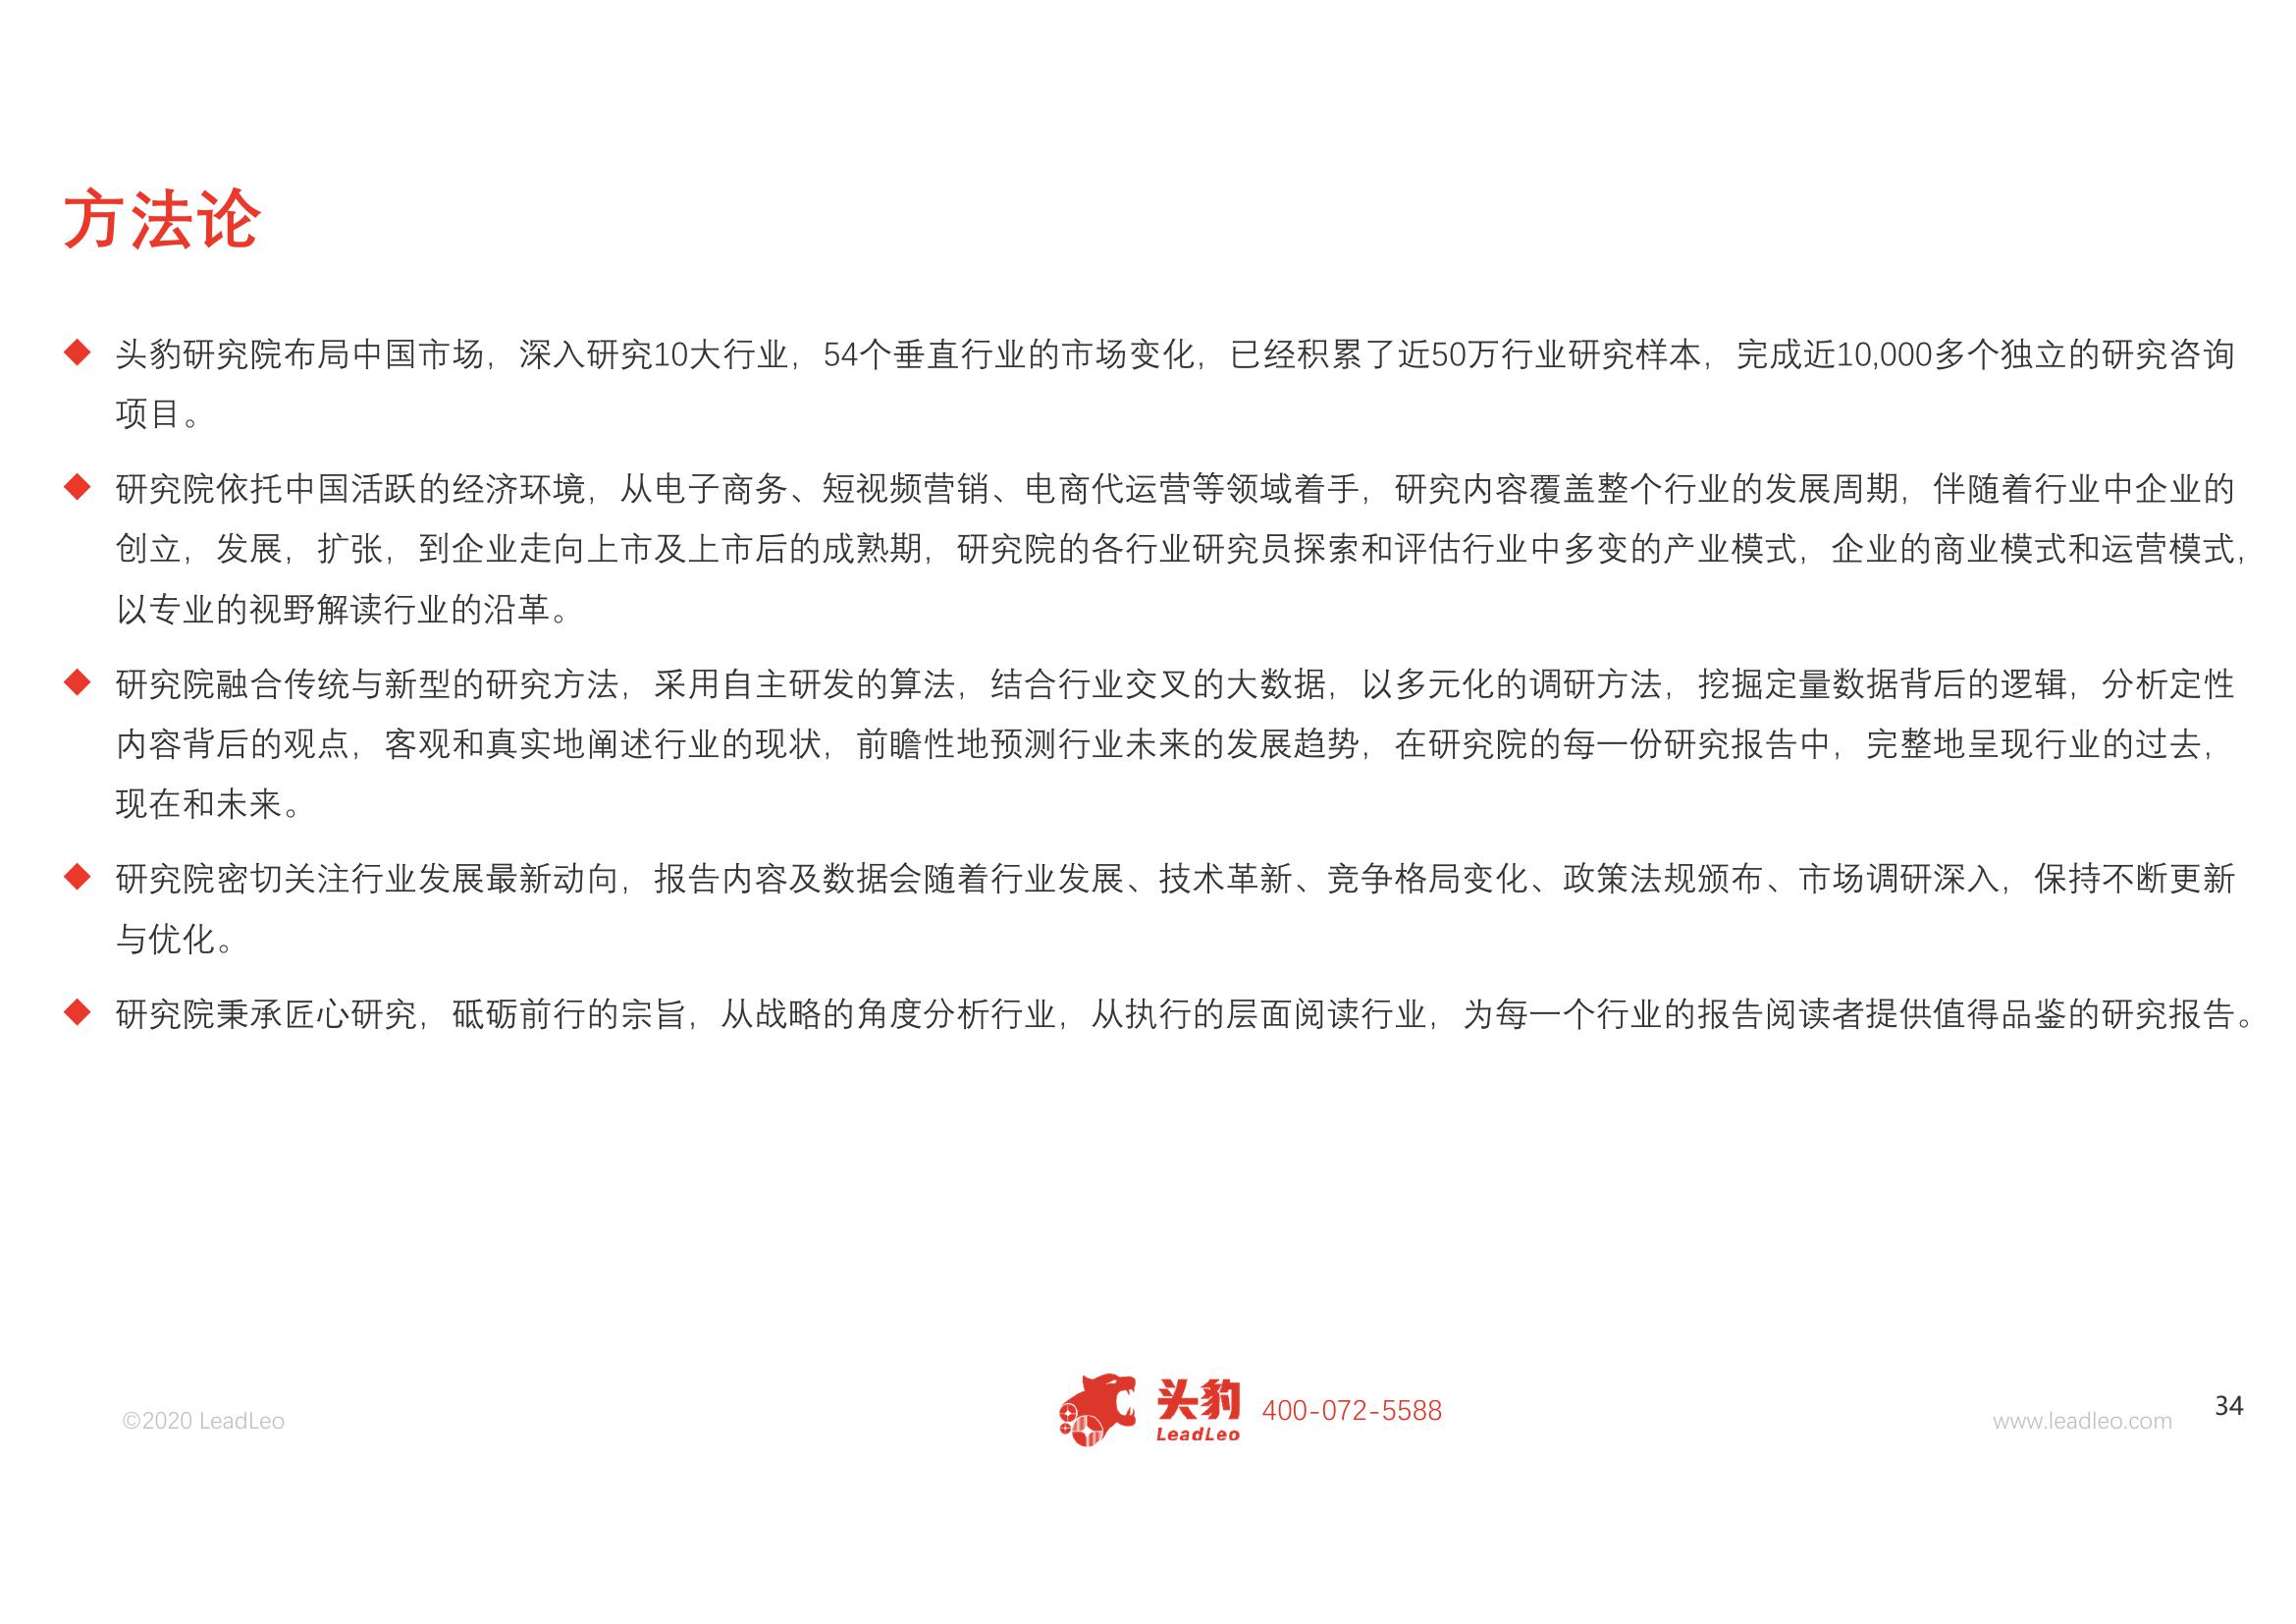 方法论
◆ 头豹研究院布局中国市场，深入研究10大行业，54个垂直行业的市场变化，已经积累了近50万行业研究样本，完成近10,000多个独立的研究咨询
项目。
◆ 研究院依托中国活跃的经济环境，从电子商务、短视频营销、电商代运营等领域着手，研究内容覆盖整个行业的发展周期，伴随着行业中企业的
创立，发展，扩张，到企业走向上市及上市后的成熟期，研究院的各行业研究员探索和评估行业中多变的产业模式，企业的商业模式和运营模式，
以专业的视野解读行业的沿革。
◆ 研究院融合传统与新型的研究方法，采用自主研发的算法，结合行业交叉的大数据，以多元化的调研方法，挖掘定量数据背后的逻辑，分析定性
内容背后的观点，客观和真实地阐述行业的现状，前瞻性地预测行业未来的发展趋势，在研究院的每一份研究报告中，完整地呈现行业的过去，
现在和未来。
◆ 研究院密切关注行业发展最新动向，报告内容及数据会随着行业发展、技术革新、竞争格局变化、政策法规颁布、市场调研深入，保持不断更新
与优化。
◆ 研究院秉承匠心研究，砥砺前行的宗旨，从战略的角度分析行业，从执行的层面阅读行业，为每一个行业的报告阅读者提供值得品鉴的研究报告。
©2020 LeadLeo
头豹
LeadLeo
400-072-5588
www.leadleo.com
34